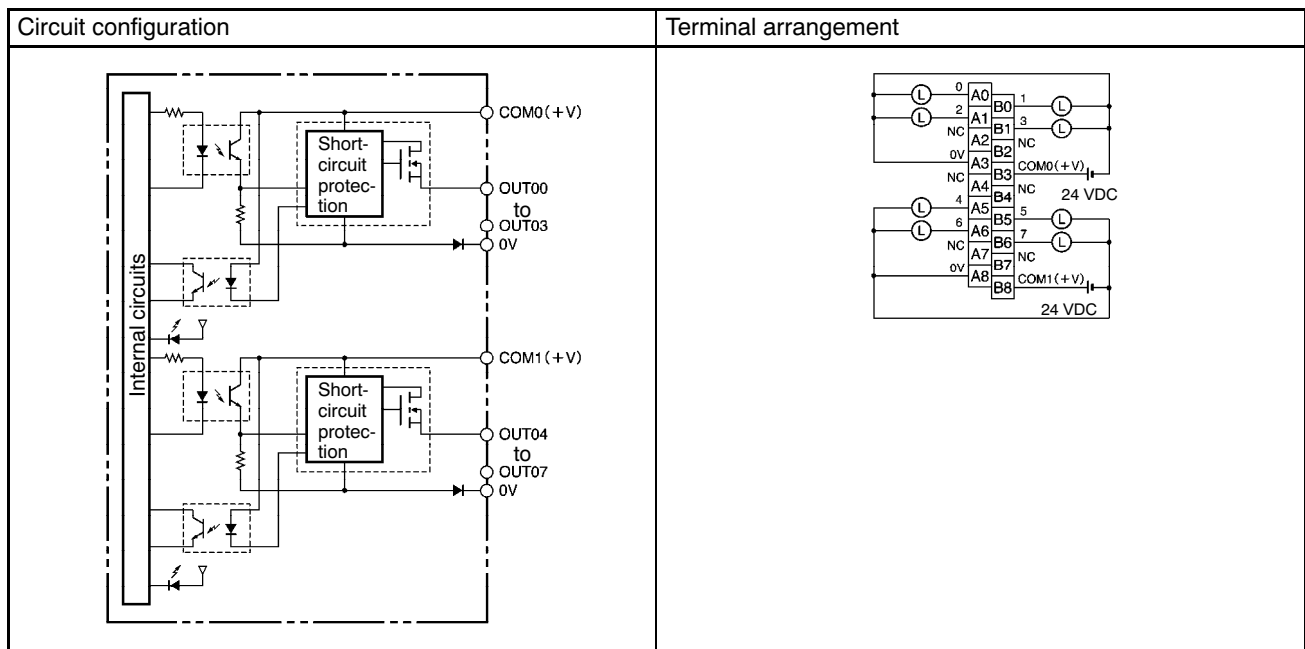 Circuit configuration
Terminal arrangement
Internal circuits
COM0(+V)
Short-
circuit
protec-
tion
OUT00
to
OUT03
0V
COM1(+V)
Short-
circuit
protec-
tion
OUT04
to
OUT07
0V
L 0 A0
B0 1 L
L 2 A1
B1 3 L
NC A2
B2 NC
0V A3
B3 COM0(+V)
NC A4
B4 NC
24 VDC
L 4 A5
B5 5 L
L 6 A6
B6 7 L
NC A7
B7 NC
0V A8
B8 COM1(+V)
24 VDC